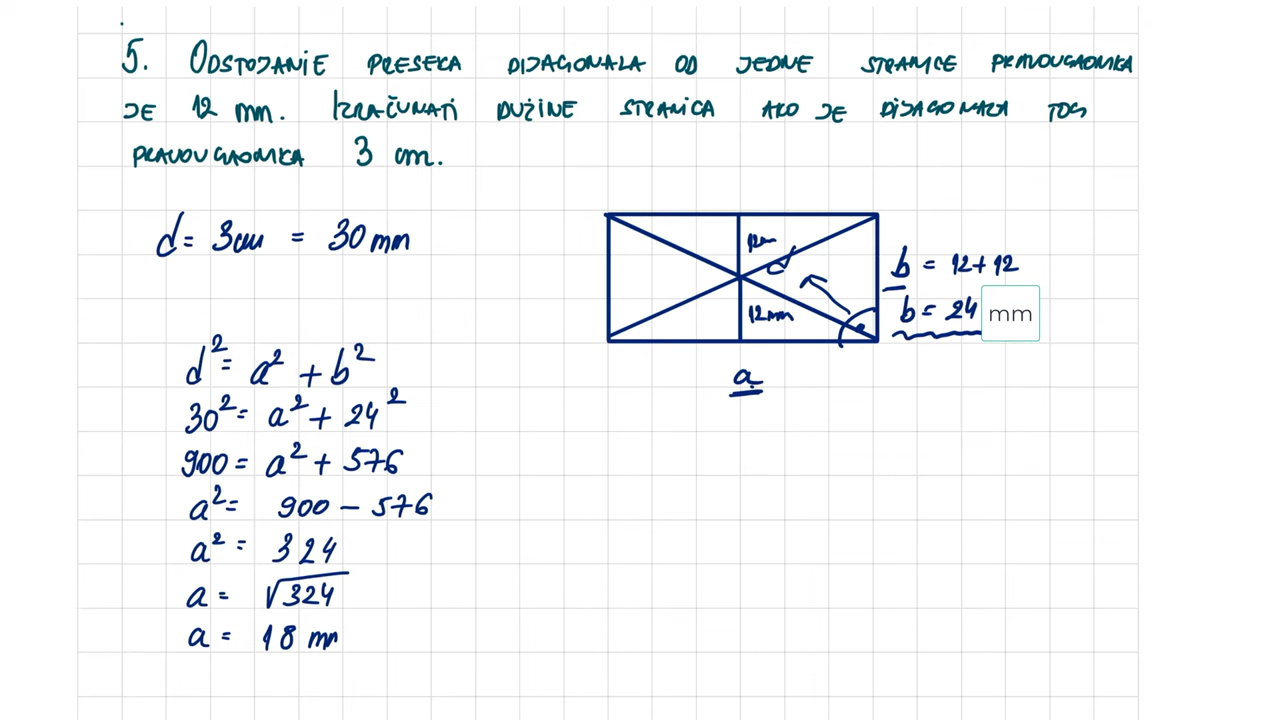 5. ODSTOJANJE PRESEKA DIJAGONALA OD JEDNE STRANICE PRAVOUGAONIKA
JE 12 mm. IZRAČUNATI DUŽINE STRANICA AKO JE DIJAGONALA TOG
PRAVOUGAONIKA 3 cm.
d = 3cm = 30 mm
12mm
d
12mm
b = 12+12
b = 24 mm
a
d² = a² + b²
30² = a² + 24²
900 = a² + 576
a² = 900 - 576
a² = 324
a = √324
a = 18 mm